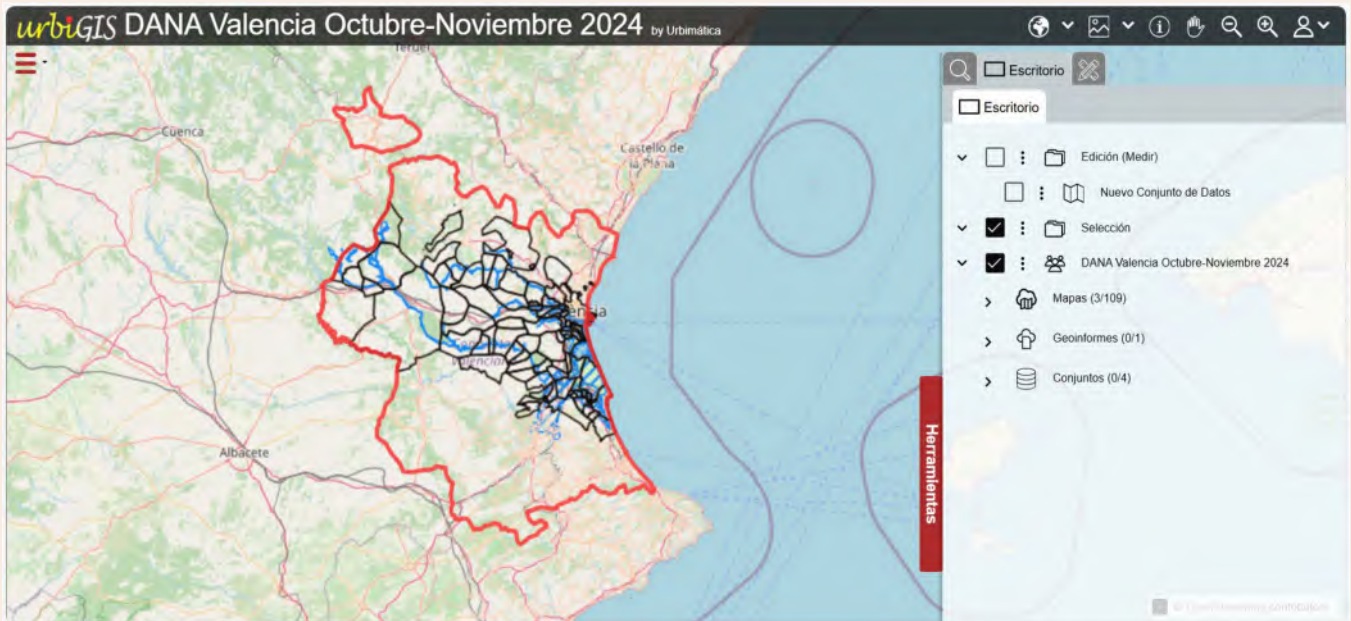 urbiGIS DANA Valencia Octubre-Noviembre 2024 by Urbimática
Teruel
Cuenca
Castelló de
la Plana
Albacete
Herramientas
Escritorio
Escritorio
Edición (Medir)
Nuevo Conjunto de Datos
Selección
DANA Valencia Octubre-Noviembre 2024
Mapas (3/109)
Geoinformes (0/1)
Conjuntos (0/4)